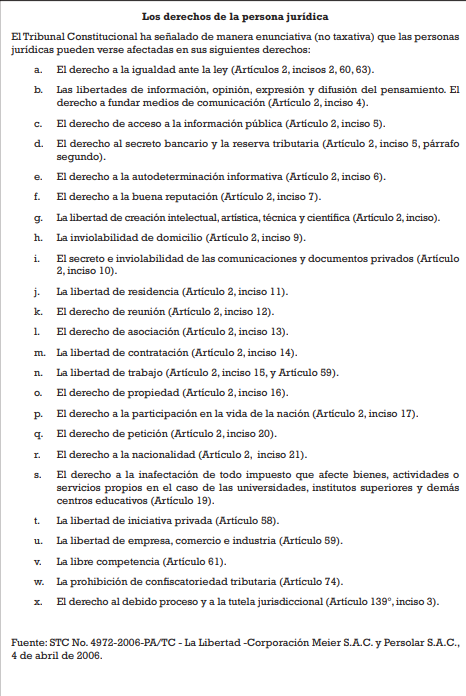 Los derechos de la persona jurídica
El Tribunal Constitucional ha señalado de manera enunciativa (no taxativa) que las personas
jurídicas pueden verse afectadas en sus siguientes derechos:
a. El derecho a la igualdad ante la ley (Artículos 2, incisos 2, 60, 63).
b. Las libertades de información, opinión, expresión y difusión del pensamiento. El
derecho a fundar medios de comunicación (Artículo 2, inciso 4).
c. El derecho de acceso a la información pública (Artículo 2, inciso 5).
d. El derecho al secreto bancario y la reserva tributaria (Artículo 2, inciso 5, párrafo
segundo).
e. El derecho a la autodeterminación informativa (Artículo 2, inciso 6).
f. El derecho a la buena reputación (Artículo 2, inciso 7).
g. La libertad de creación intelectual, artística, técnica y científica (Artículo 2, inciso).
h. La inviolabilidad de domicilio (Artículo 2, inciso 9).
i. El secreto e inviolabilidad de las comunicaciones y documentos privados (Artículo
2, inciso 10).
j. La libertad de residencia (Artículo 2, inciso 11).
k. El derecho de reunión (Artículo 2, inciso 12).
l. El derecho de asociación (Artículo 2, inciso 13).
m. La libertad de contratación (Artículo 2, inciso 14).
n. La libertad de trabajo (Artículo 2, inciso 15, y Artículo 59).
o. El derecho de propiedad (Artículo 2, inciso 16).
p. El derecho a la participación en la vida de la nación (Artículo 2, inciso 17).
q. El derecho de petición (Artículo 2, inciso 20).
r. El derecho a la nacionalidad (Artículo 2, inciso 21).
s. El derecho a la inafectación de todo impuesto que afecte bienes, actividades o
servicios propios en el caso de las universidades, institutos superiores y demás
centros educativos (Artículo 19).
t. La libertad de iniciativa privada (Artículo 58).
u. La libertad de empresa, comercio e industria (Artículo 59).
v. La libre competencia (Artículo 61).
w. La prohibición de confiscatoriedad tributaria (Artículo 74).
x. El derecho al debido proceso y a la tutela jurisdiccional (Artículo 139°, inciso 3).
Fuente: STC No. 4972-2006-PA/TC - La Libertad -Corporación Meier S.A.C. y Persolar S.A.C.,
4 de abril de 2006.